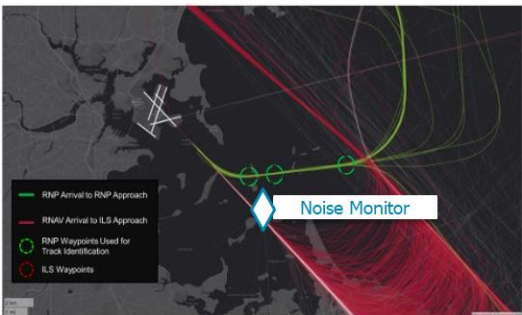 Noise Monitor
RNP Arrival to RNP Approach
RNAV Arrival to ILS Approach
RNP Waypoints Used for
Track Identification
ILS Waypoints